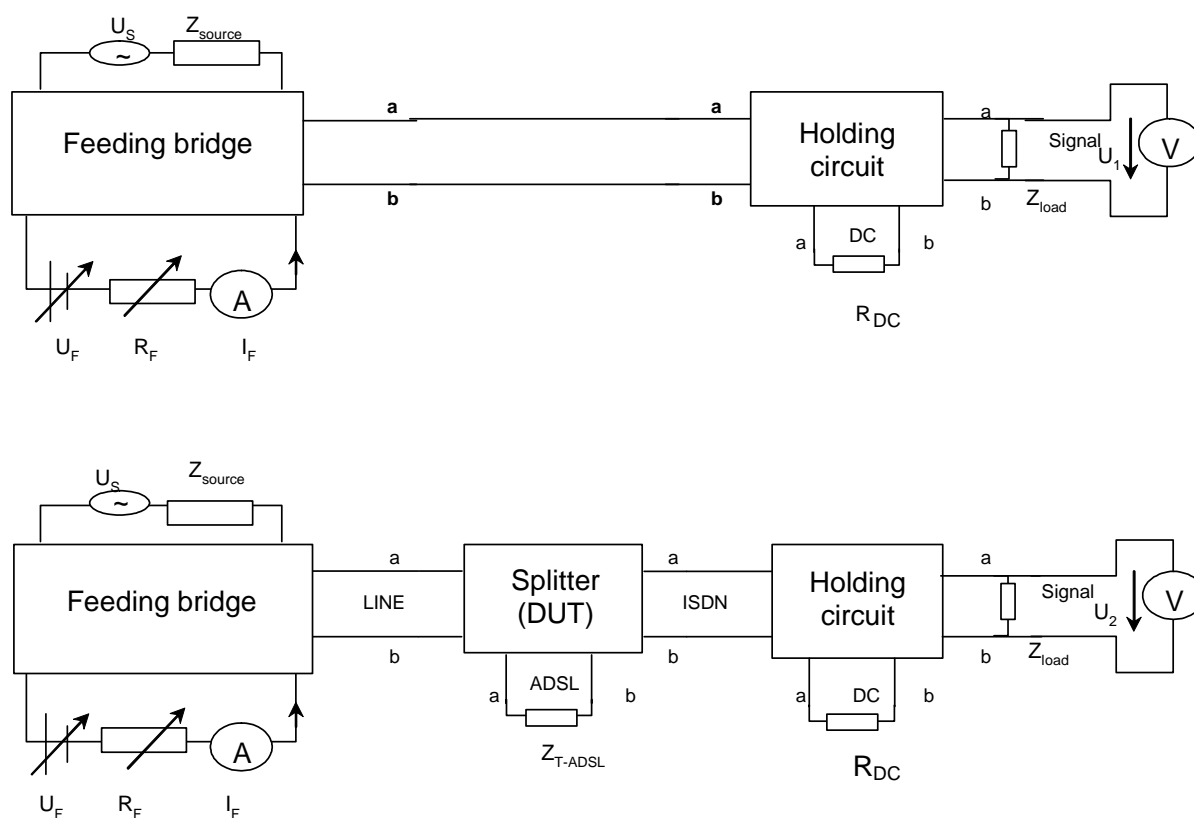 U_S Z_source
~
a a a
Feeding bridge
Holding
circuit
Signal
U_1
V
b b b
Z_load
a DC b
A
R_DC
U_F R_F I_F
U_S Z_source
~
a a a
Feeding bridge
LINE
Splitter
(DUT)
ISDN
Holding
circuit
Signal
U_2
V
b b b
Z_load
a ADSL b
a DC b
A
Z_T-ADSL
R_DC
U_F R_F I_F